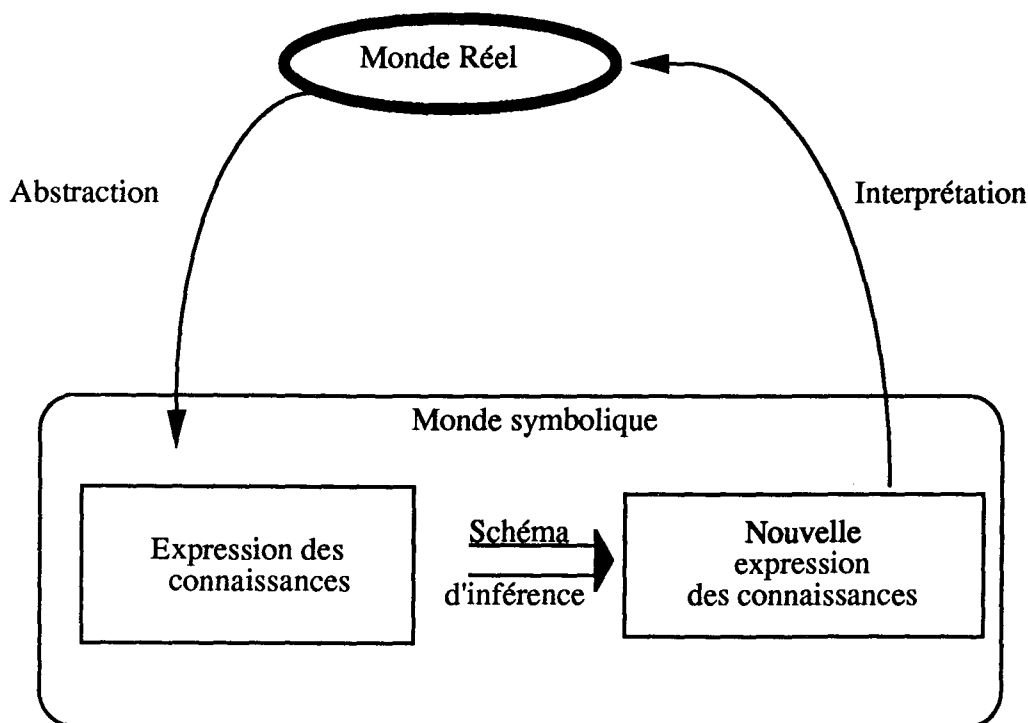 Monde Réel
Abstraction
Interprétation
Monde symbolique
Expression des
connaissances
Schéma
d'inférence
Nouvelle
expression
des connaissances